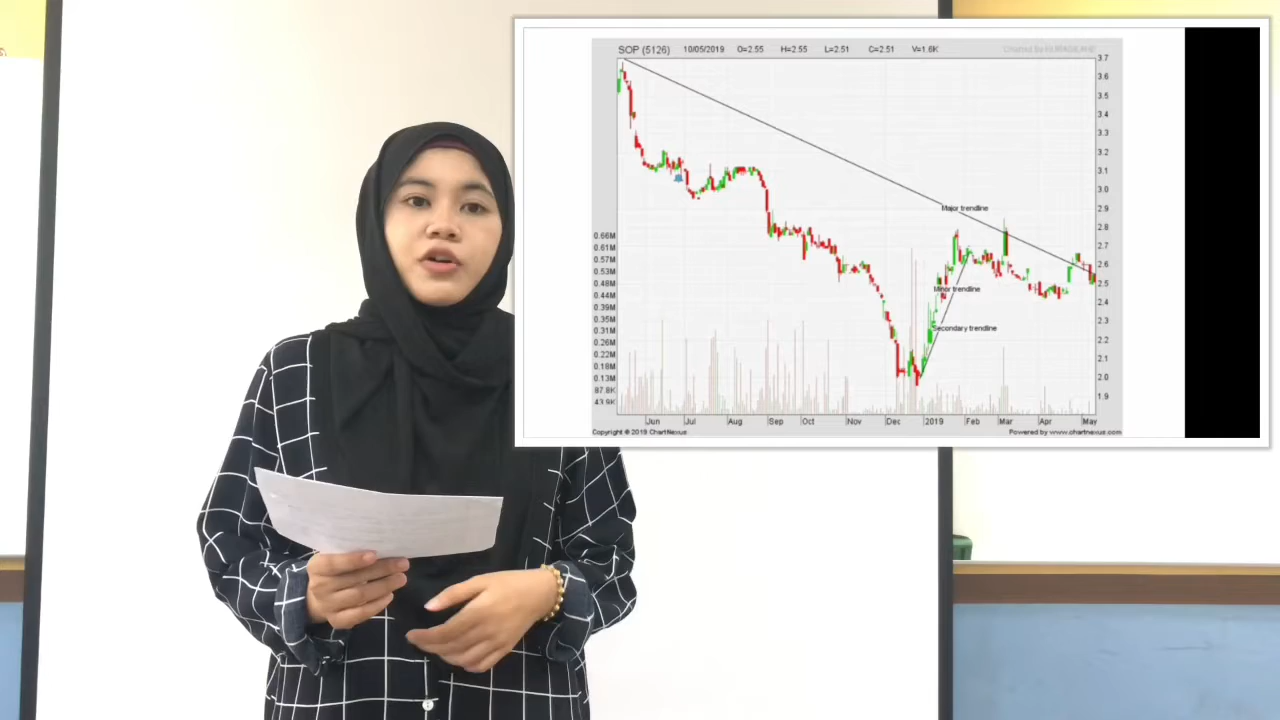 SOP (5126) 10/05/2019 O=2.55 H=2.55 L=2.51 C=2.51 V=1.6K
3.7
3.6
3.5
3.4
3.3
3.2
3.1
3.0
2.9
2.8
2.7
2.6
2.5
2.4
2.3
2.2
2.1
2.0
1.9
0.66M
0.61M
0.57M
0.53M
0.48M
0.44M
0.39M
0.35M
0.31M
0.26M
0.22M
0.18M
0.13M
87.8K
43.9K
Major trendline
Minor trendline
Secondary trendline
Jun Jul Aug Sep Oct Nov Dec 2019 Feb Mar Apr May
Copyright © 2019 ChartNexus Powered by www.chartnexus.com